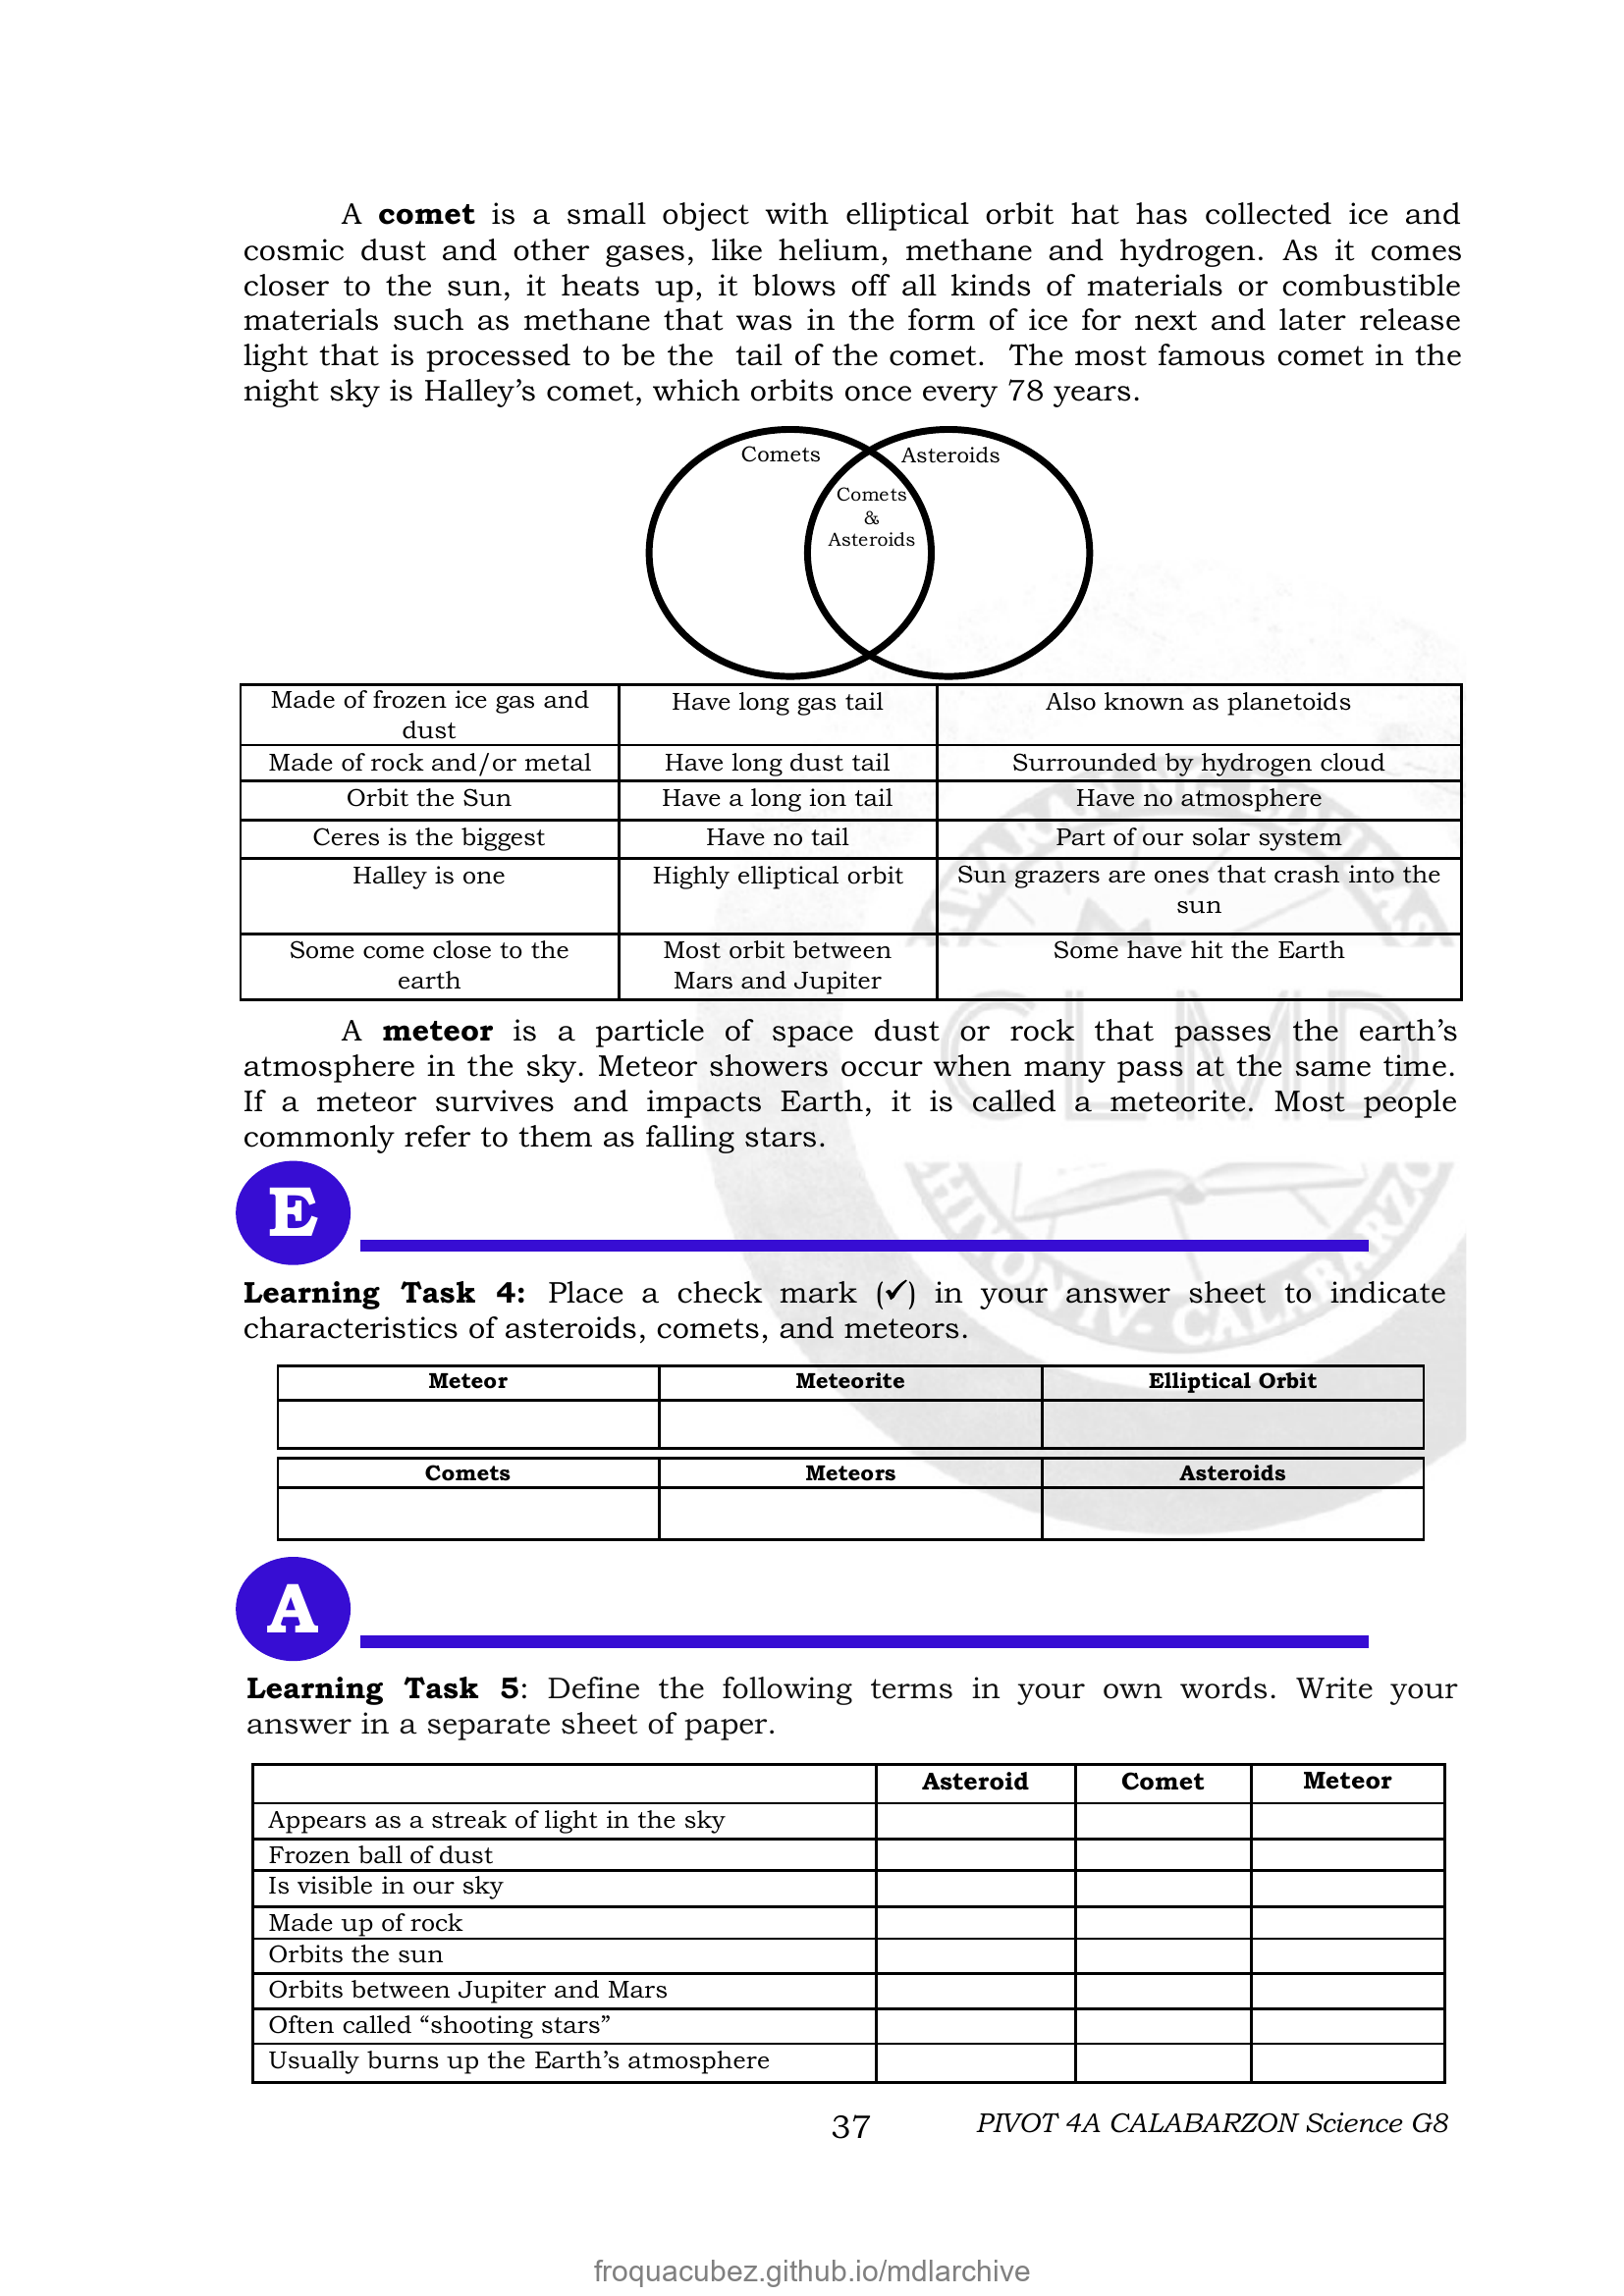 A comet is a small object with elliptical orbit hat has collected ice and
cosmic dust and other gases, like helium, methane and hydrogen. As it comes
closer to the sun, it heats up, it blows off all kinds of materials or combustible
materials such as methane that was in the form of ice for next and later release
light that is processed to be the tail of the comet. The most famous comet in the
night sky is Halley's comet, which orbits once every 78 years.
Comets
Asteroids
Comets
&
Asteroids
Made of frozen ice gas and
dust
Have long gas tail
Also known as planetoids
Made of rock and/or metal
Have long dust tail
Surrounded by hydrogen cloud
Orbit the Sun
Have a long ion tail
Have no atmosphere
Ceres is the biggest
Have no tail
Part of our solar system
Halley is one
Highly elliptical orbit
Sun grazers are ones that crash into the
sun
Some come close to the
earth
Most orbit between
Mars and Jupiter
Some have hit the Earth
CLMD
A meteor is a particle of space dust or rock that passes the earth's
atmosphere in the sky. Meteor showers occur when many pass at the same time.
If a meteor survives and impacts Earth, it is called a meteorite. Most people
commonly refer to them as falling stars.
E
Learning Task 4: Place a check mark (✓) in your answer sheet to indicate
characteristics of asteroids, comets, and meteors.
IV- CALABARZO
Meteor
Meteorite
Elliptical Orbit
Comets
Meteors
Asteroids
A
Learning Task 5: Define the following terms in your own words. Write your
answer in a separate sheet of paper.
Asteroid
Comet
Meteor
Appears as a streak of light in the sky
Frozen ball of dust
Is visible in our sky
Made up of rock
Orbits the sun
Orbits between Jupiter and Mars
Often called “shooting stars”
Usually burns up the Earth's atmosphere
37
PIVOT 4A CALABARZON Science G8
froquacubez.github.io/mdlarchive